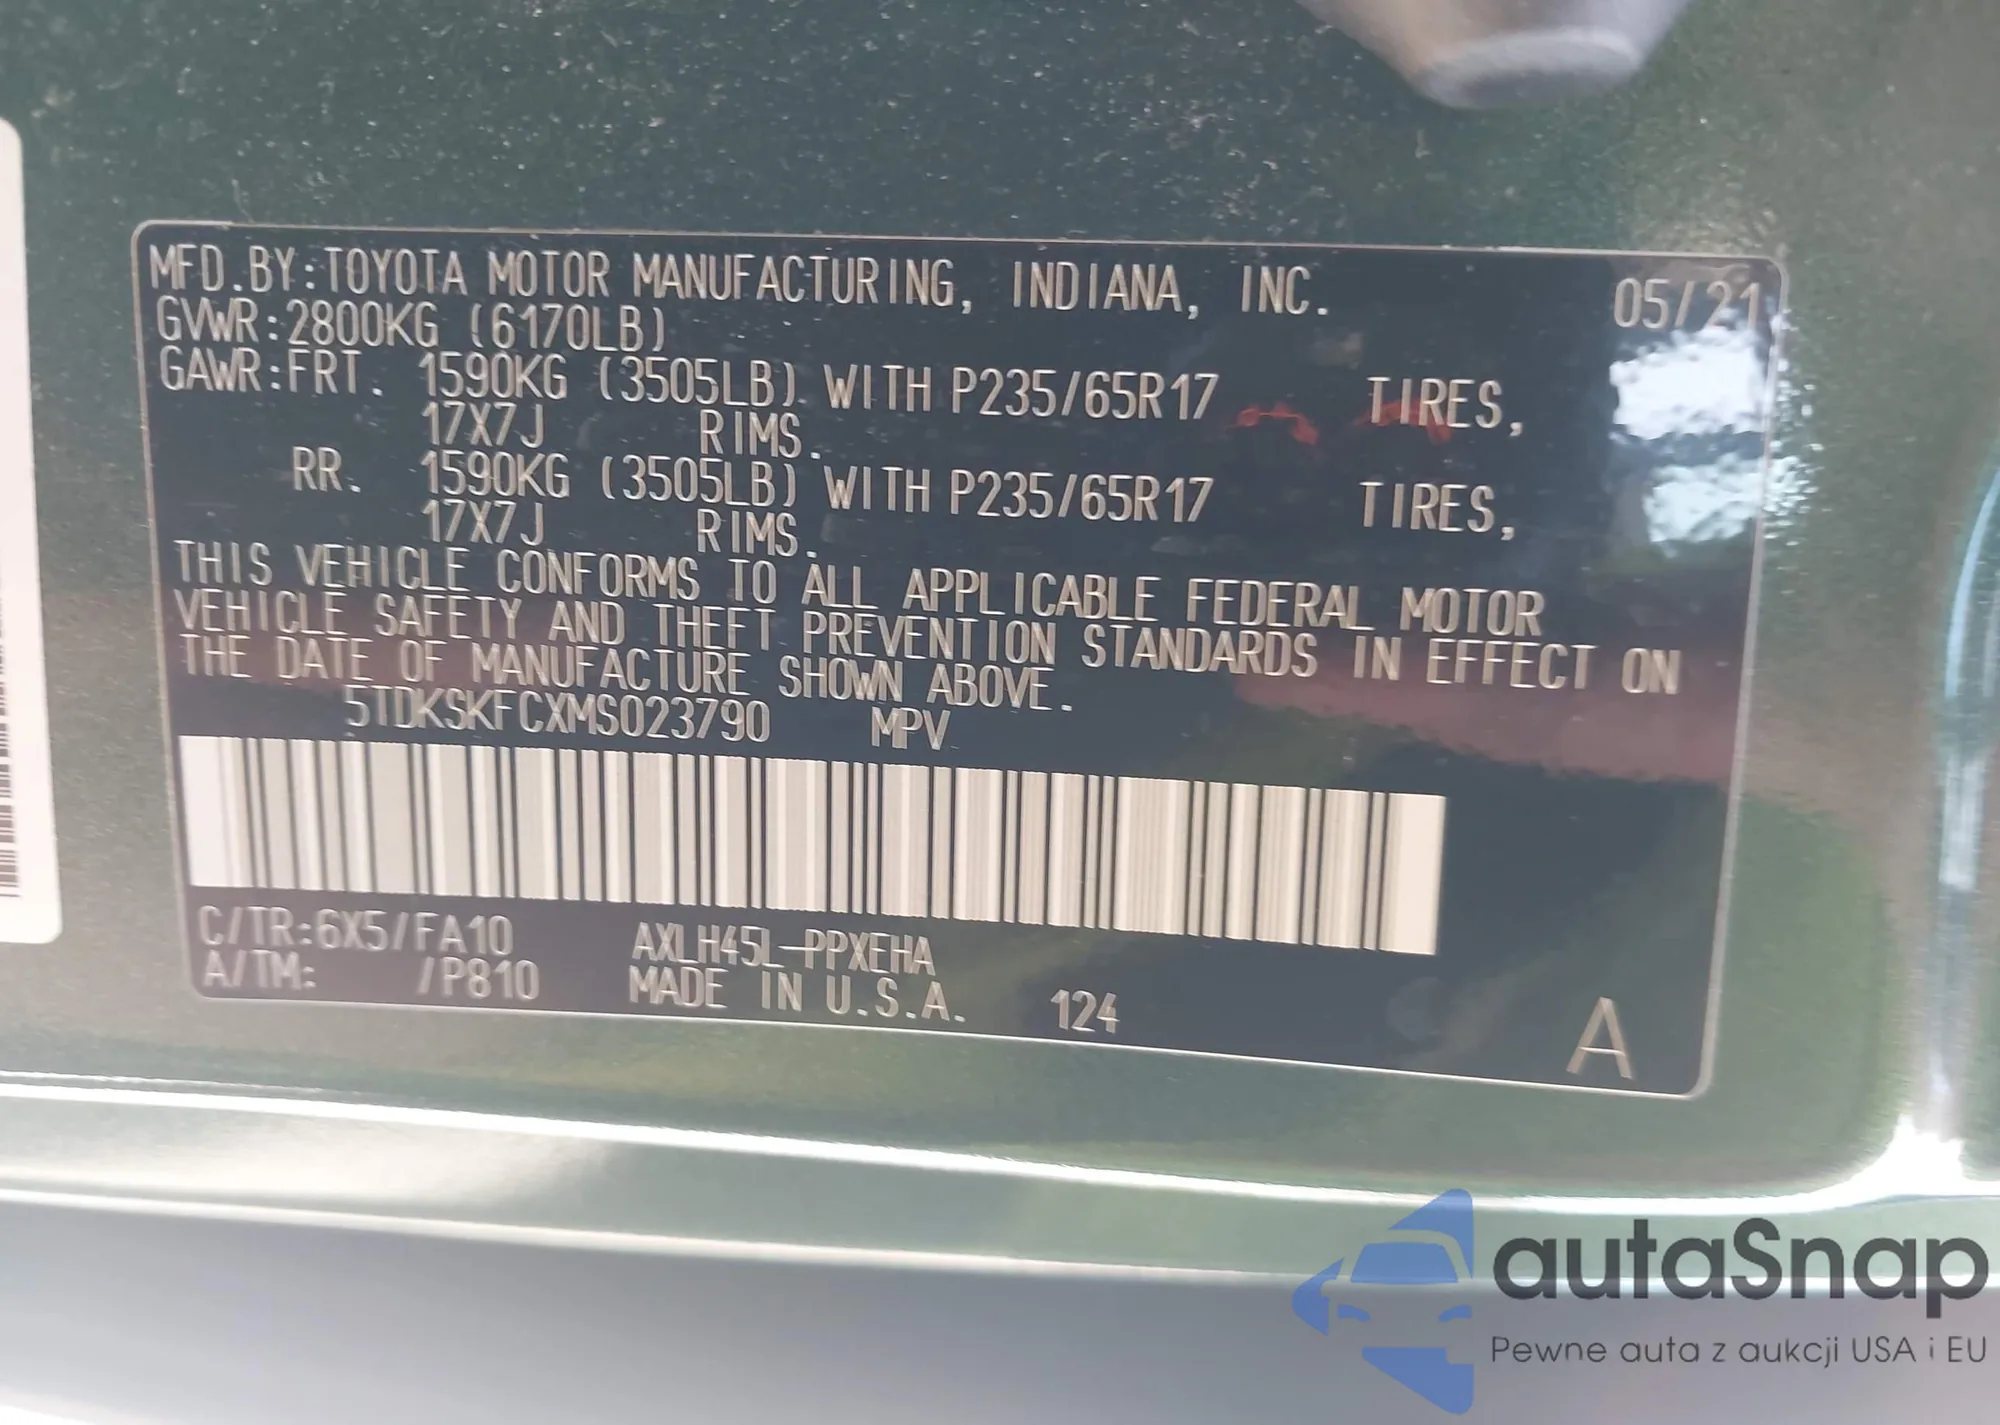 MFD.BY:TOYOTA MOTOR MANUFACTURING, INDIANA, INC. 05/21
GVWR:2800KG (6170LB)
GAWR:FRT. 1590KG (3505LB) WITH P235/65R17 TIRES,
17X7J RIMS.
RR. 1590KG (3505LB) WITH P235/65R17 TIRES,
17X7J RIMS.
THIS VEHICLE CONFORMS TO ALL APPLICABLE FEDERAL MOTOR
VEHICLE SAFETY AND THEFT PREVENTION STANDARDS IN EFFECT ON
THE DATE OF MANUFACTURE SHOWN ABOVE.
5TDKSKFCXMS023790 MPV
C/TR:6X5/FA10 AXLH45L-PPXEHA
A/TM: /P810 MADE IN U.S.A. 124 A
autaSnap
Pewne auta z aukcji USA i EU